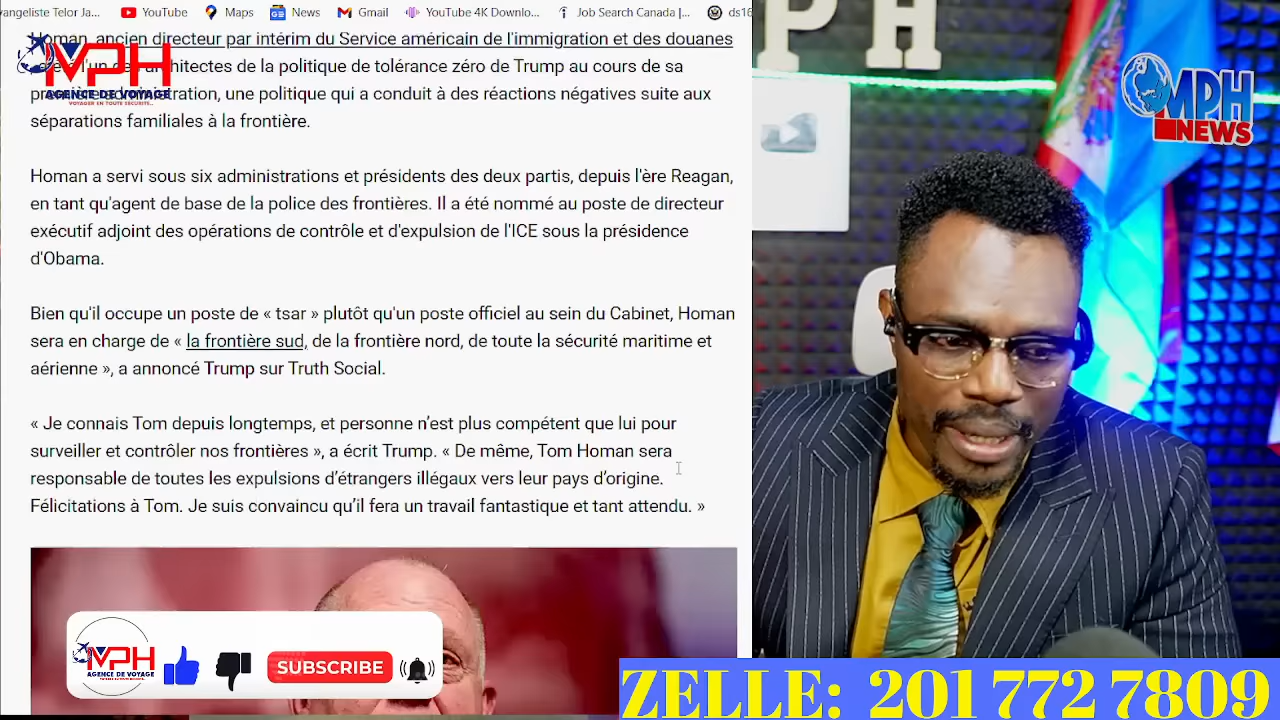 vangeliste Telor Ja... YouTube Maps News Gmail YouTube 4K Downlo... Job Search Canada |... ds16
Homan, ancien directeur par intérim du Service américain de l'immigration et des douanes
architectes de la politique de tolérance zéro de Trump au cours de sa
administration, une politique qui a conduit à des réactions négatives suite aux
séparations familiales à la frontière.
Homan a servi sous six administrations et présidents des deux partis, depuis l'ère Reagan,
en tant qu'agent de base de la police des frontières. Il a été nommé au poste de directeur
exécutif adjoint des opérations de contrôle et d'expulsion de l'ICE sous la présidence
d'Obama.
Bien qu'il occupe un poste de « tsar » plutôt qu'un poste officiel au sein du Cabinet, Homan
sera en charge de « la frontière sud, de la frontière nord, de toute la sécurité maritime et
aérienne », a annoncé Trump sur Truth Social.
« Je connais Tom depuis longtemps, et personne n’est plus compétent que lui pour
surveiller et contrôler nos frontières », a écrit Trump. « De même, Tom Homan sera
responsable de toutes les expulsions d’étrangers illégaux vers leur pays d’origine.
Félicitations à Tom. Je suis convaincu qu’il fera un travail fantastique et tant attendu. »
MPH
AGENCE DE VOYAGE
VOYAGER EN TOUTE SÉCURITÉ...
PH
MPH
NEWS
MPH
AGENCE DE VOYAGE
SUBSCRIBE
ZELLE: 201 772 7809